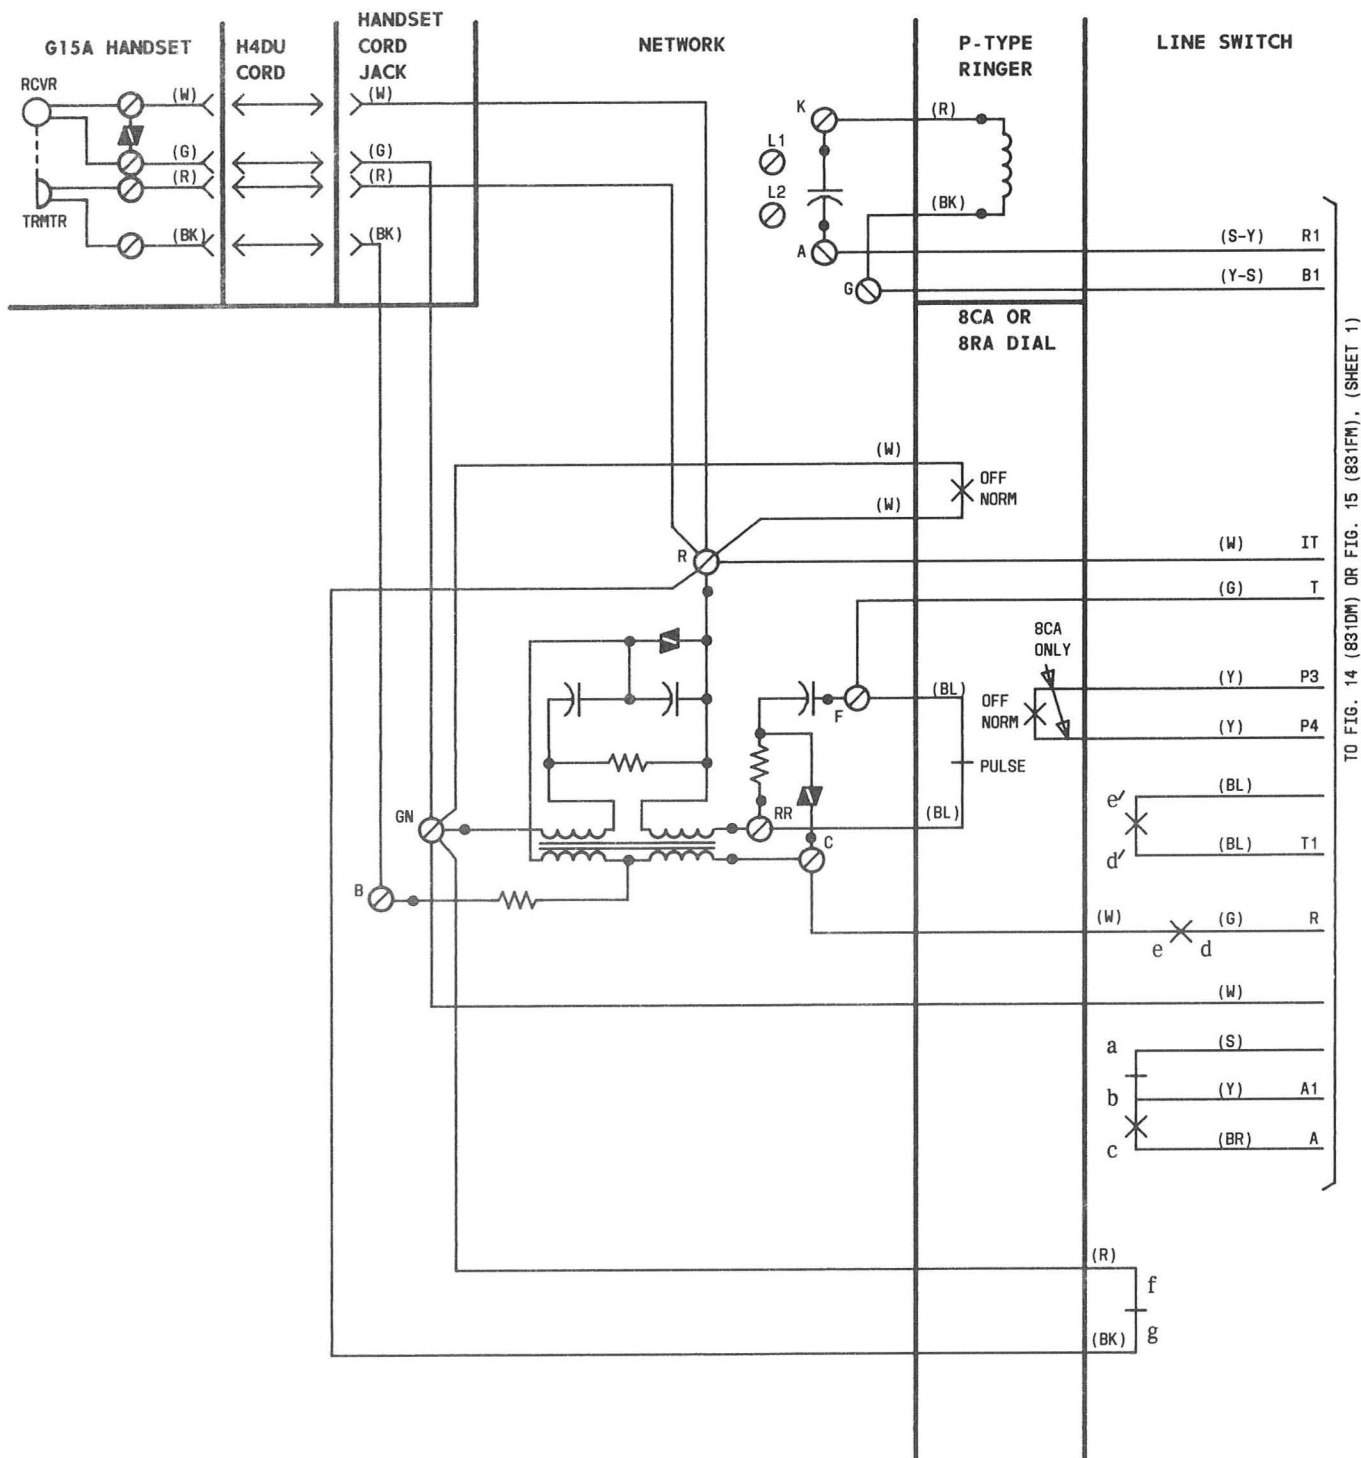 G15A HANDSET
H4DU
CORD
HANDSET
CORD
JACK
NETWORK
P-TYPE
RINGER
LINE SWITCH
RCVR
(W)
(W)
(G)
(G)
(R)
(R)
TRMTR
(BK)
(BK)
K
(R)
L1
L2
(BK)
A
(S-Y) R1
G
(Y-S) B1
8CA OR
8RA DIAL
(W)
OFF
NORM
(W)
R
(W) IT
(G) T
8CA
ONLY
(Y) P3
F
(BL)
OFF
NORM
(Y) P4
PULSE
e′
(BL)
GN
RR
(BL)
C
d′
(BL) T1
B
(W)
(G) R
e
d
(W)
a
(S)
b
(Y) A1
c
(BR) A
(R)
f
g
(BK)
TO FIG. 14 (831DM) OR FIG. 15 (831FM), (SHEET 1)